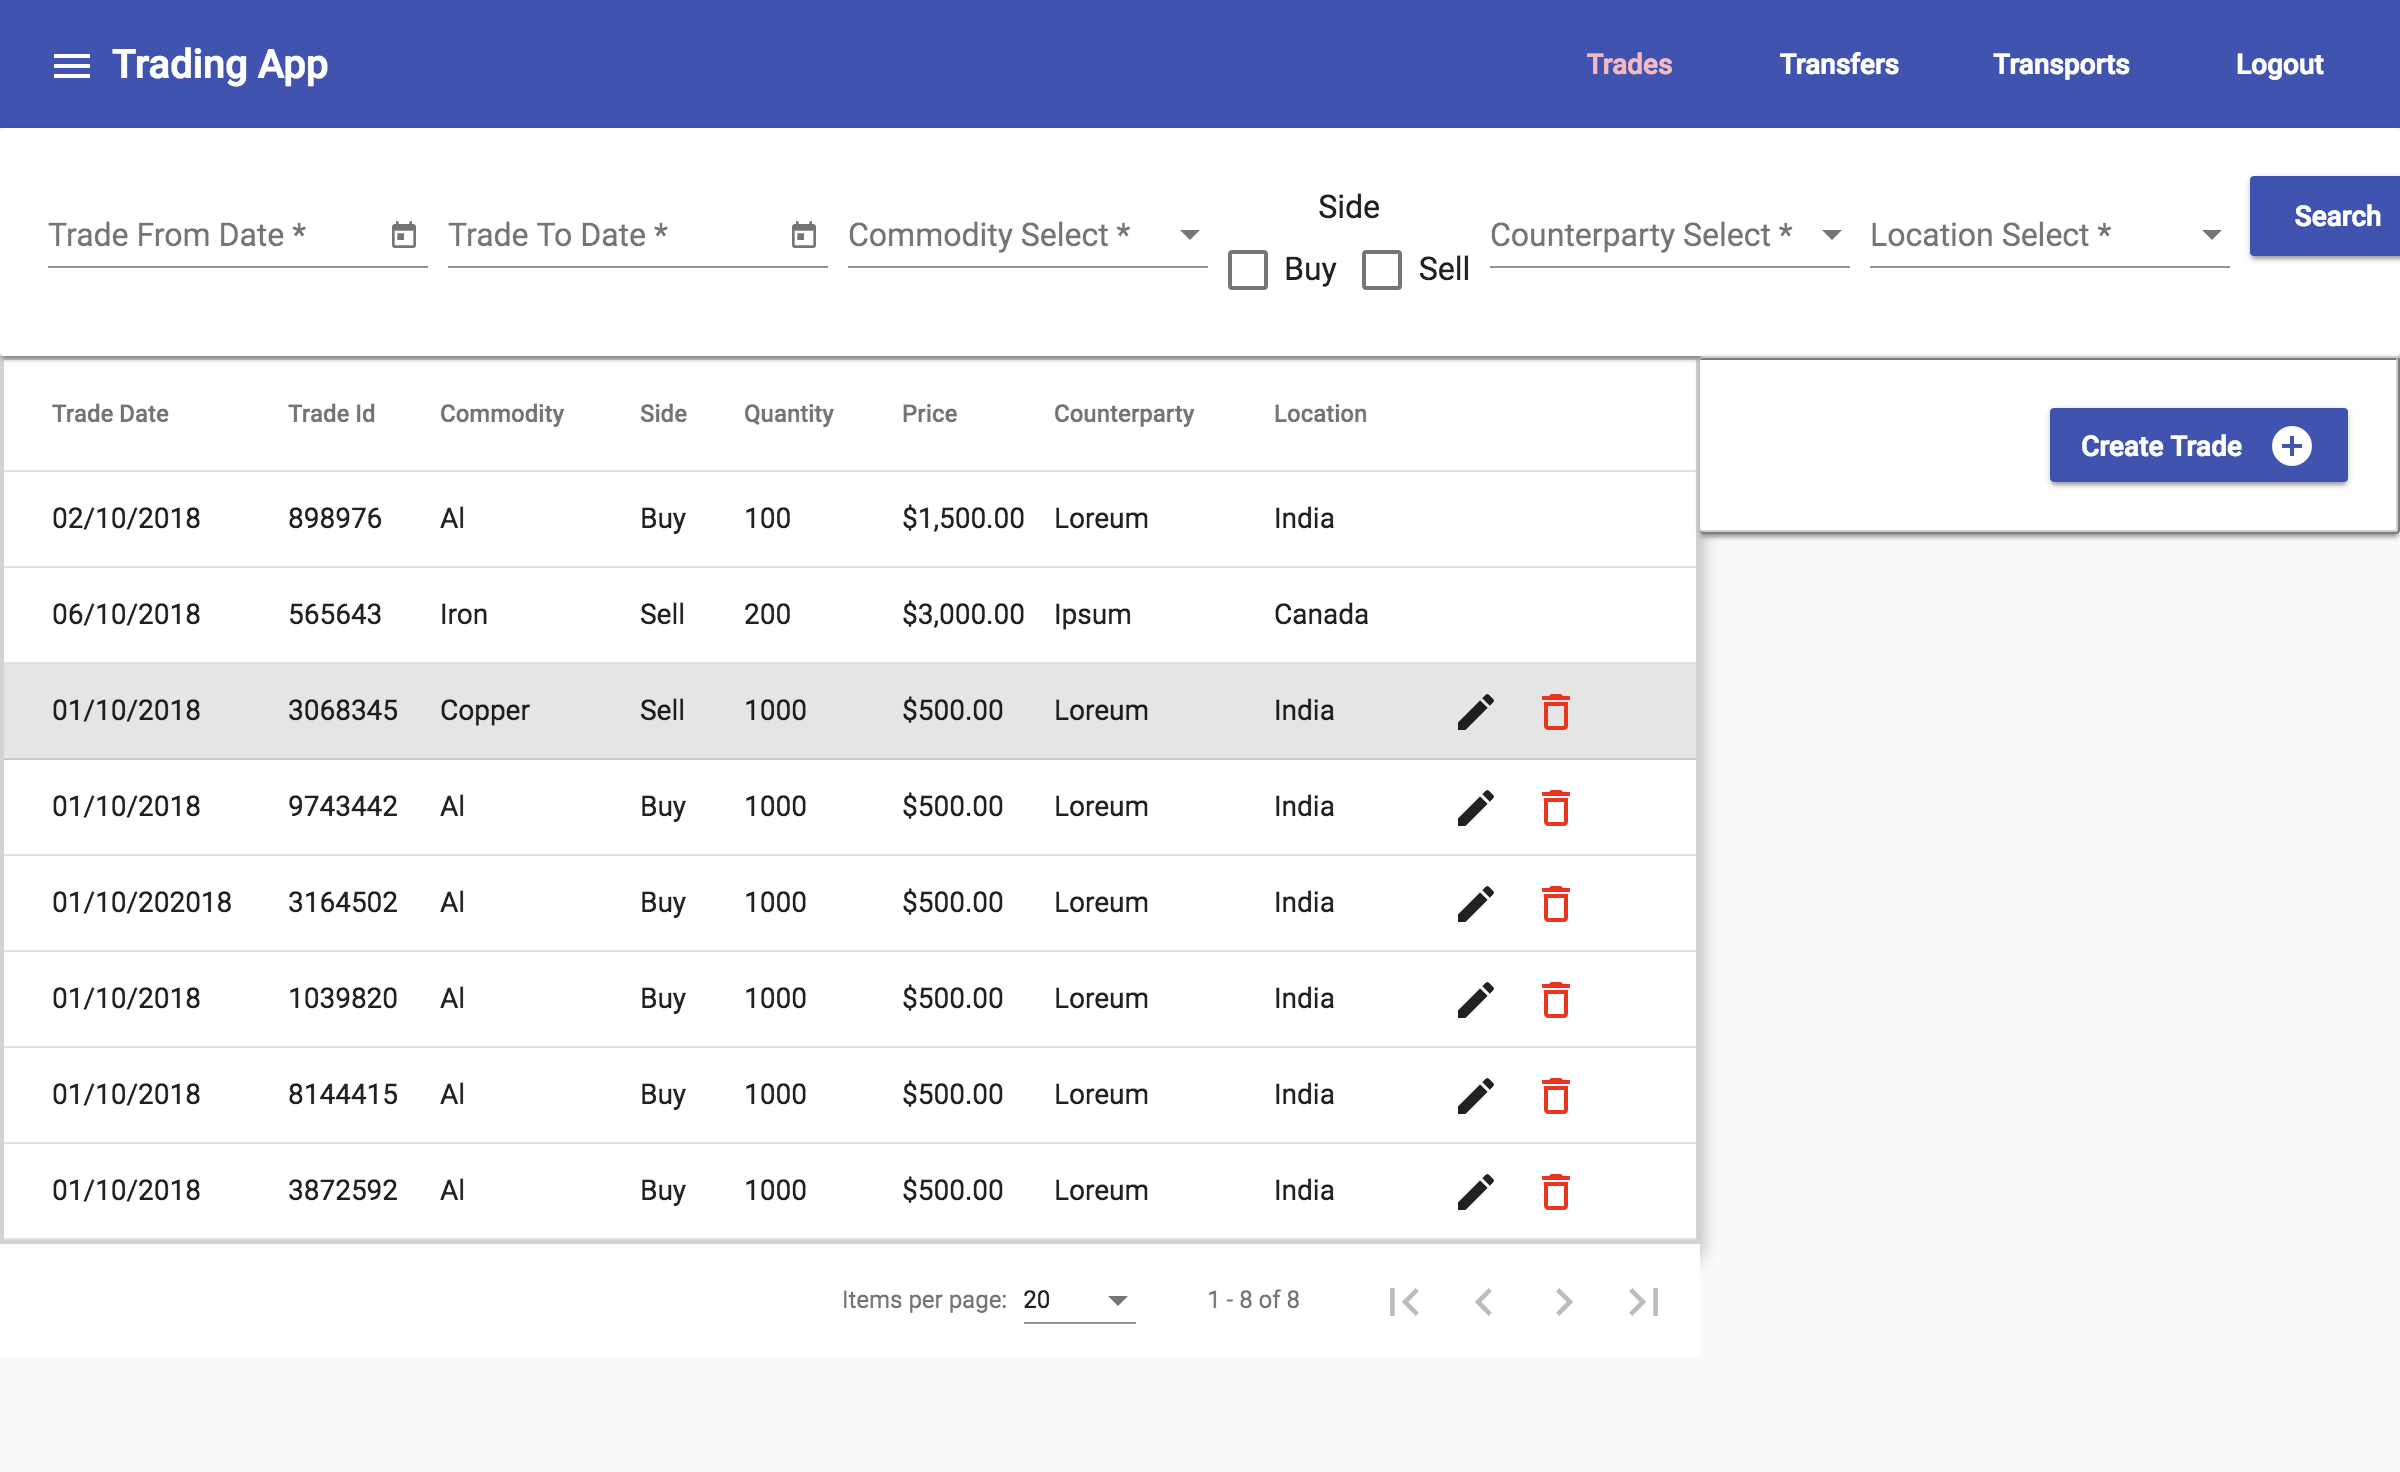 Trading App Trades Transfers Transports Logout
Trade From Date * Trade To Date * Commodity Select * Side Counterparty Select * Location Select * Search
Buy Sell
Trade Date Trade Id Commodity Side Quantity Price Counterparty Location
Create Trade
02/10/2018 898976 Al Buy 100 $1,500.00 Loreum India
06/10/2018 565643 Iron Sell 200 $3,000.00 Ipsum Canada
01/10/2018 3068345 Copper Sell 1000 $500.00 Loreum India
01/10/2018 9743442 Al Buy 1000 $500.00 Loreum India
01/10/202018 3164502 Al Buy 1000 $500.00 Loreum India
01/10/2018 1039820 Al Buy 1000 $500.00 Loreum India
01/10/2018 8144415 Al Buy 1000 $500.00 Loreum India
01/10/2018 3872592 Al Buy 1000 $500.00 Loreum India
Items per page: 20 1 - 8 of 8